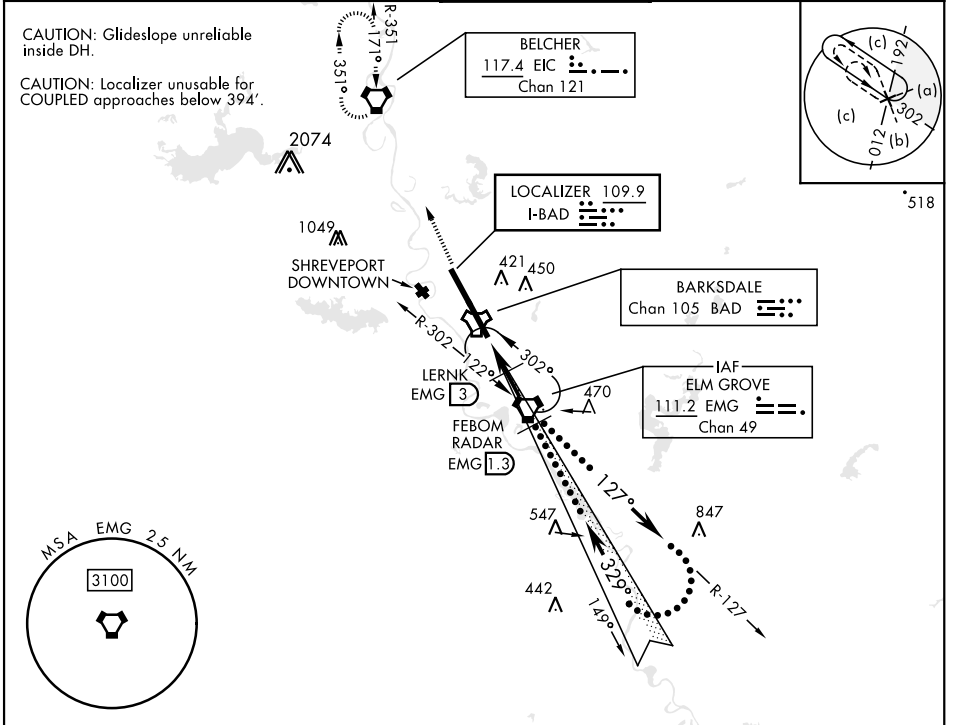 CAUTION: Glideslope unreliable
inside DH.
CAUTION: Localizer unusable for
COUPLED approaches below 394'.
R-351
171°
351°
BELCHER
117.4 EIC
Chan 121
(c)
192
(a)
302
(c)
(b)
012
518
2074
LOCALIZER 109.9
I-BAD
1049
SHREVEPORT
DOWNTOWN
421
450
BARKSDALE
Chan 105 BAD
R-302
122°
302°
LERNK
EMG 3
470
IAF
ELM GROVE
111.2 EMG
Chan 49
FEBOM
RADAR
EMG 1.3
127°
547
847
329°
442
149°
R-127
MSA EMG 25 NM
3100